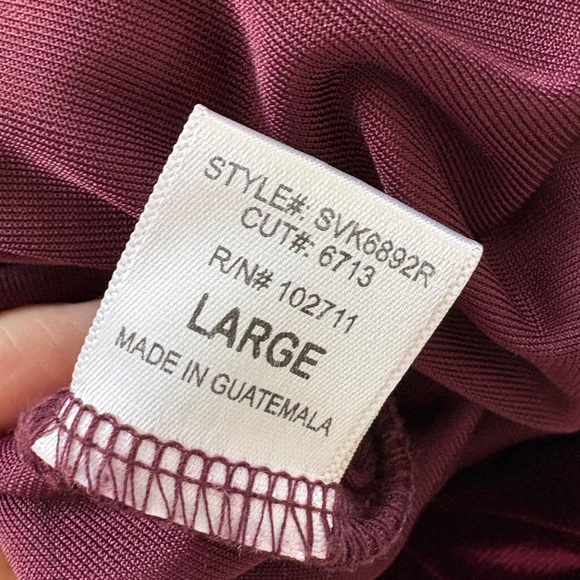 STYLE#: SVK6892R
CUT#: 6713
R/N# 102711
LARGE
MADE IN GUATEMALA